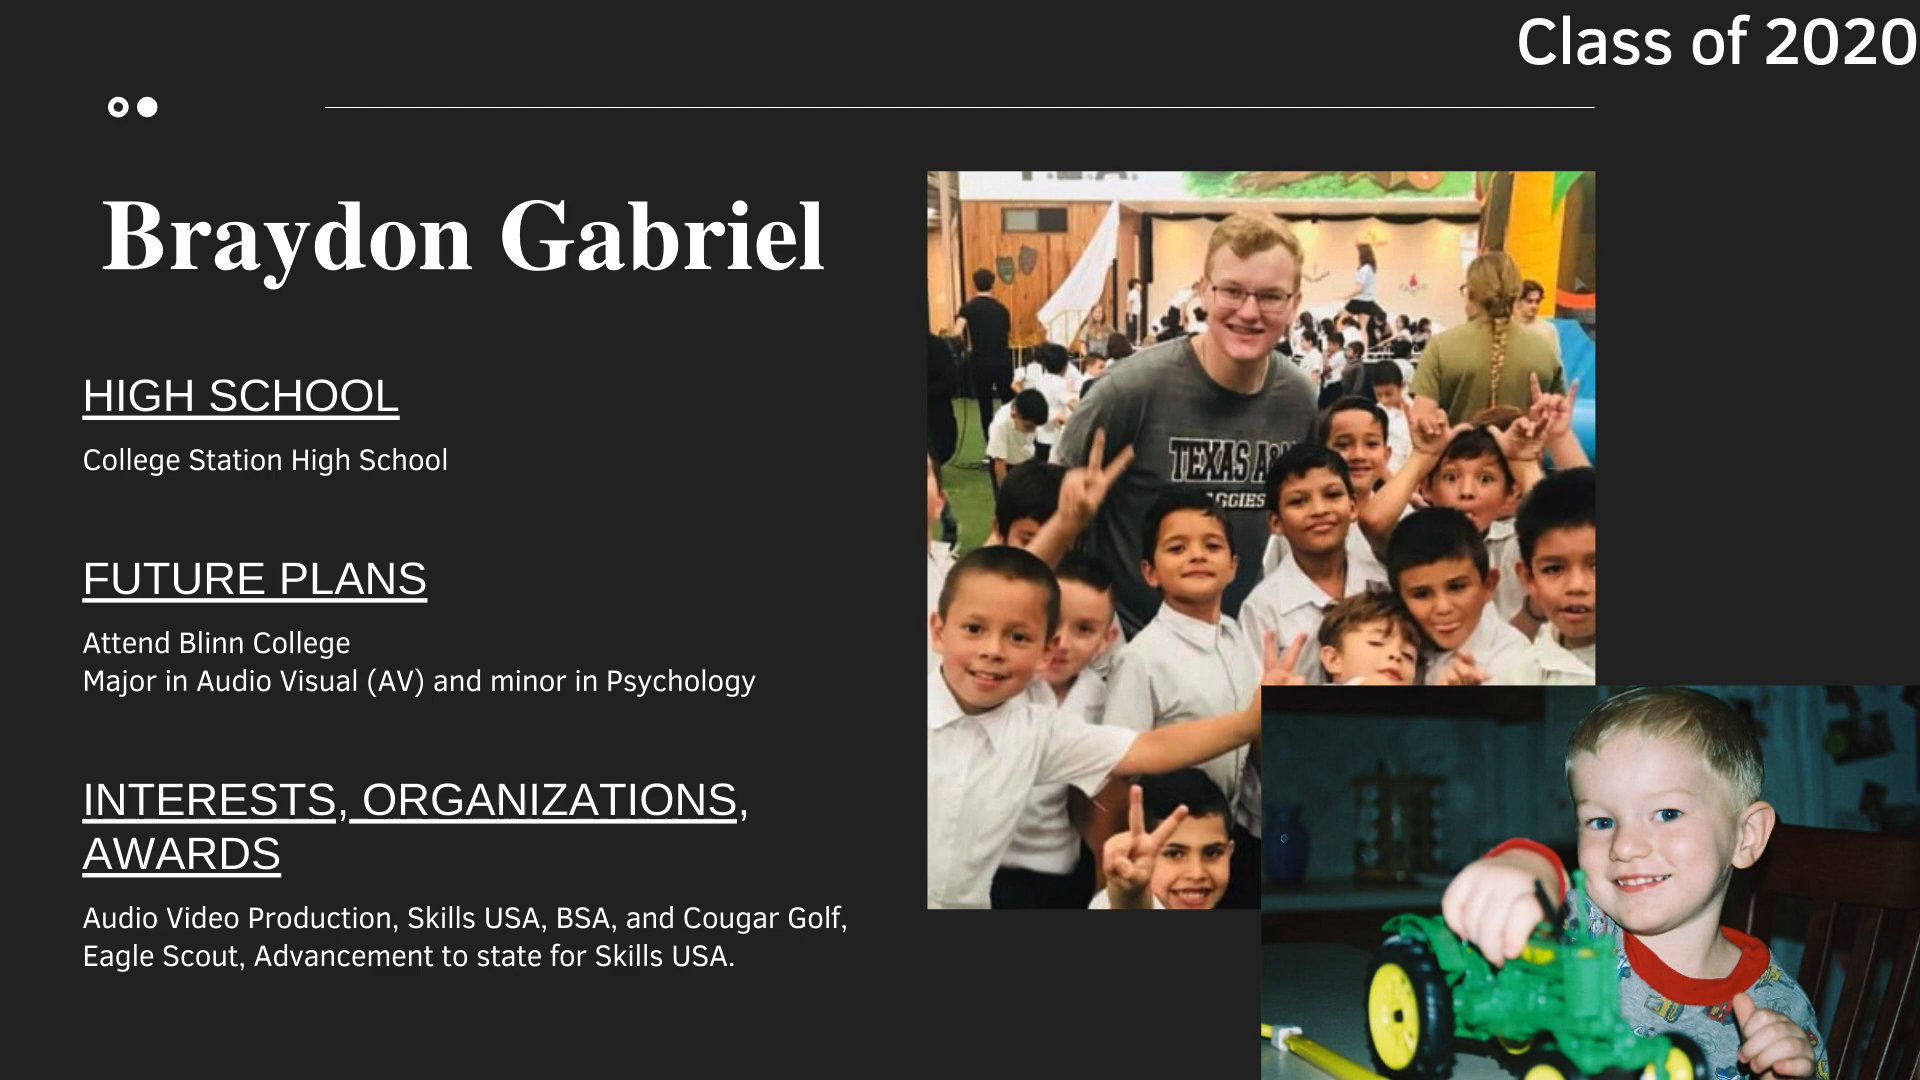 Class of 2020
Braydon Gabriel
HIGH SCHOOL
College Station High School
FUTURE PLANS
Attend Blinn College
Major in Audio Visual (AV) and minor in Psychology
INTERESTS, ORGANIZATIONS,
AWARDS
Audio Video Production, Skills USA, BSA, and Cougar Golf,
Eagle Scout, Advancement to state for Skills USA.
TEXAS A&
AGGIES